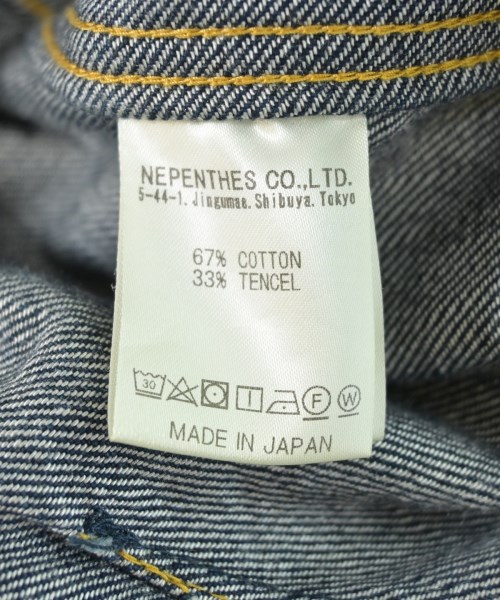 NEPENTHES CO.,LTD.
5-44-1. Jingumae. Shibuya. Tokyo
67% COTTON
33% TENCEL
30 F W
MADE IN JAPAN